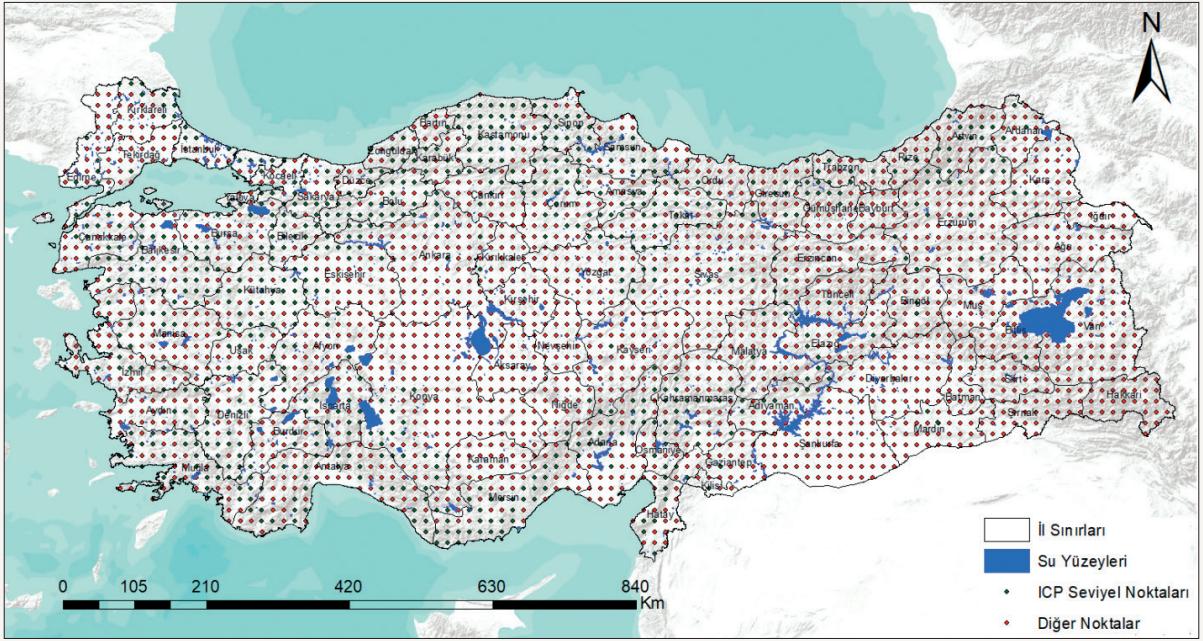 N
Kırklareli
Tekirdağ
İstanbul
Edirne
Kocaeli
Yalova
Sakarya
Düzce
Bolu
Zonguldak
Bartın
Karabük
Kastamonu
Sinop
Samsun
Çankırı
Çorum
Amasya
Tokat
Ordu
Giresun
Trabzon
Gümüşhane
Bayburt
Rize
Artvin
Ardahan
Kars
Iğdır
Ağrı
Erzurum
Erzincan
Çanakkale
Balıkesir
Bursa
Bilecik
Eskişehir
Kütahya
Ankara
Kırıkkale
Kırşehir
Yozgat
Sivas
Tunceli
Bingöl
Muş
Bitlis
Van
Manisa
Uşak
Afyon
İzmir
Aydın
Denizli
Isparta
Burdur
Muğla
Antalya
Konya
Aksaray
Nevşehir
Kayseri
Niğde
Malatya
Elazığ
Diyarbakır
Batman
Siirt
Şırnak
Hakkari
Kahramanmaraş
Adıyaman
Şanlıurfa
Mardin
Gaziantep
Kilis
Osmaniye
Adana
Karaman
Mersin
Hatay
İl Sınırları
Su Yüzeyleri
ICP Seviyel Noktaları
Diğer Noktalar
0 105 210 420 630 840
Km